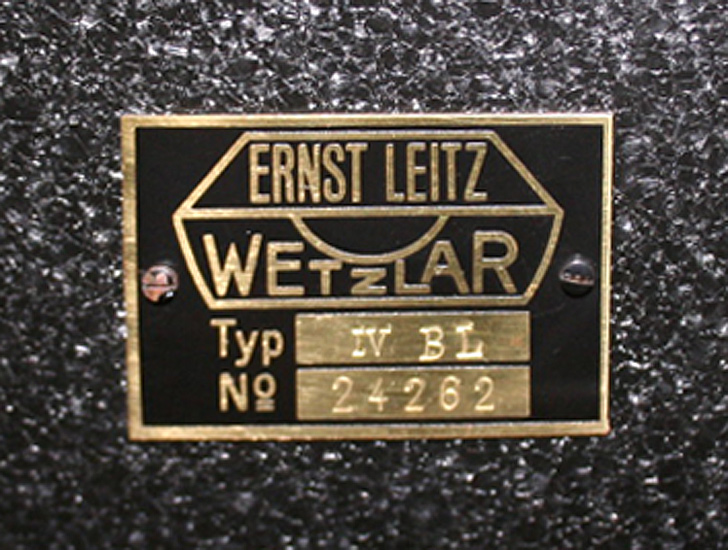 ERNST LEITZ
WETZLAR
Typ IV BL
Nº 24262